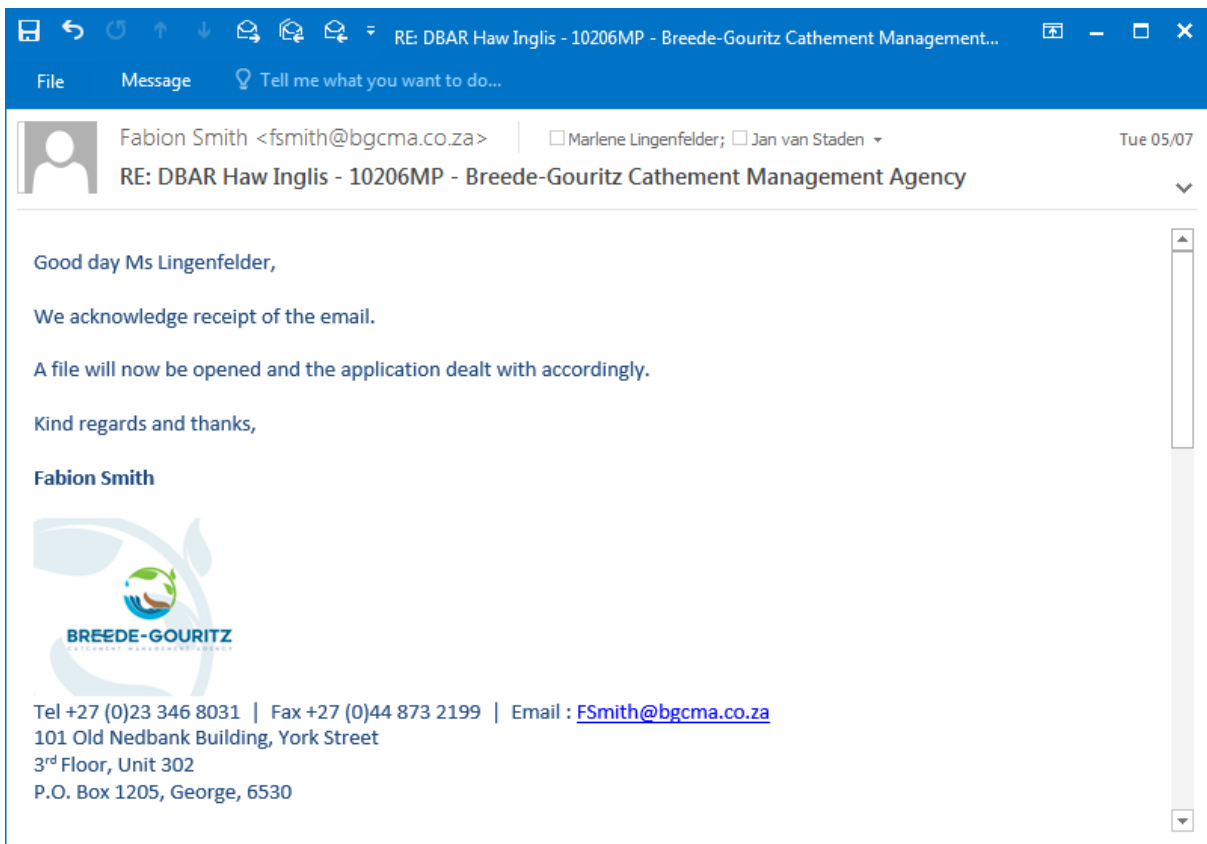 RE: DBAR Haw Inglis - 10206MP - Breede-Gouritz Cathement Management...
File Message Tell me what you want to do...
Fabion Smith <fsmith@bgcma.co.za> Marlene Lingenfelder; Jan van Staden Tue 05/07
RE: DBAR Haw Inglis - 10206MP - Breede-Gouritz Cathement Management Agency
Good day Ms Lingenfelder,
We acknowledge receipt of the email.
A file will now be opened and the application dealt with accordingly.
Kind regards and thanks,
Fabion Smith
BREEDE-GOURITZ
CATCHMENT MANAGEMENT AGENCY
Tel +27 (0)23 346 8031 | Fax +27 (0)44 873 2199 | Email : FSmith@bgcma.co.za
101 Old Nedbank Building, York Street
3rd Floor, Unit 302
P.O. Box 1205, George, 6530